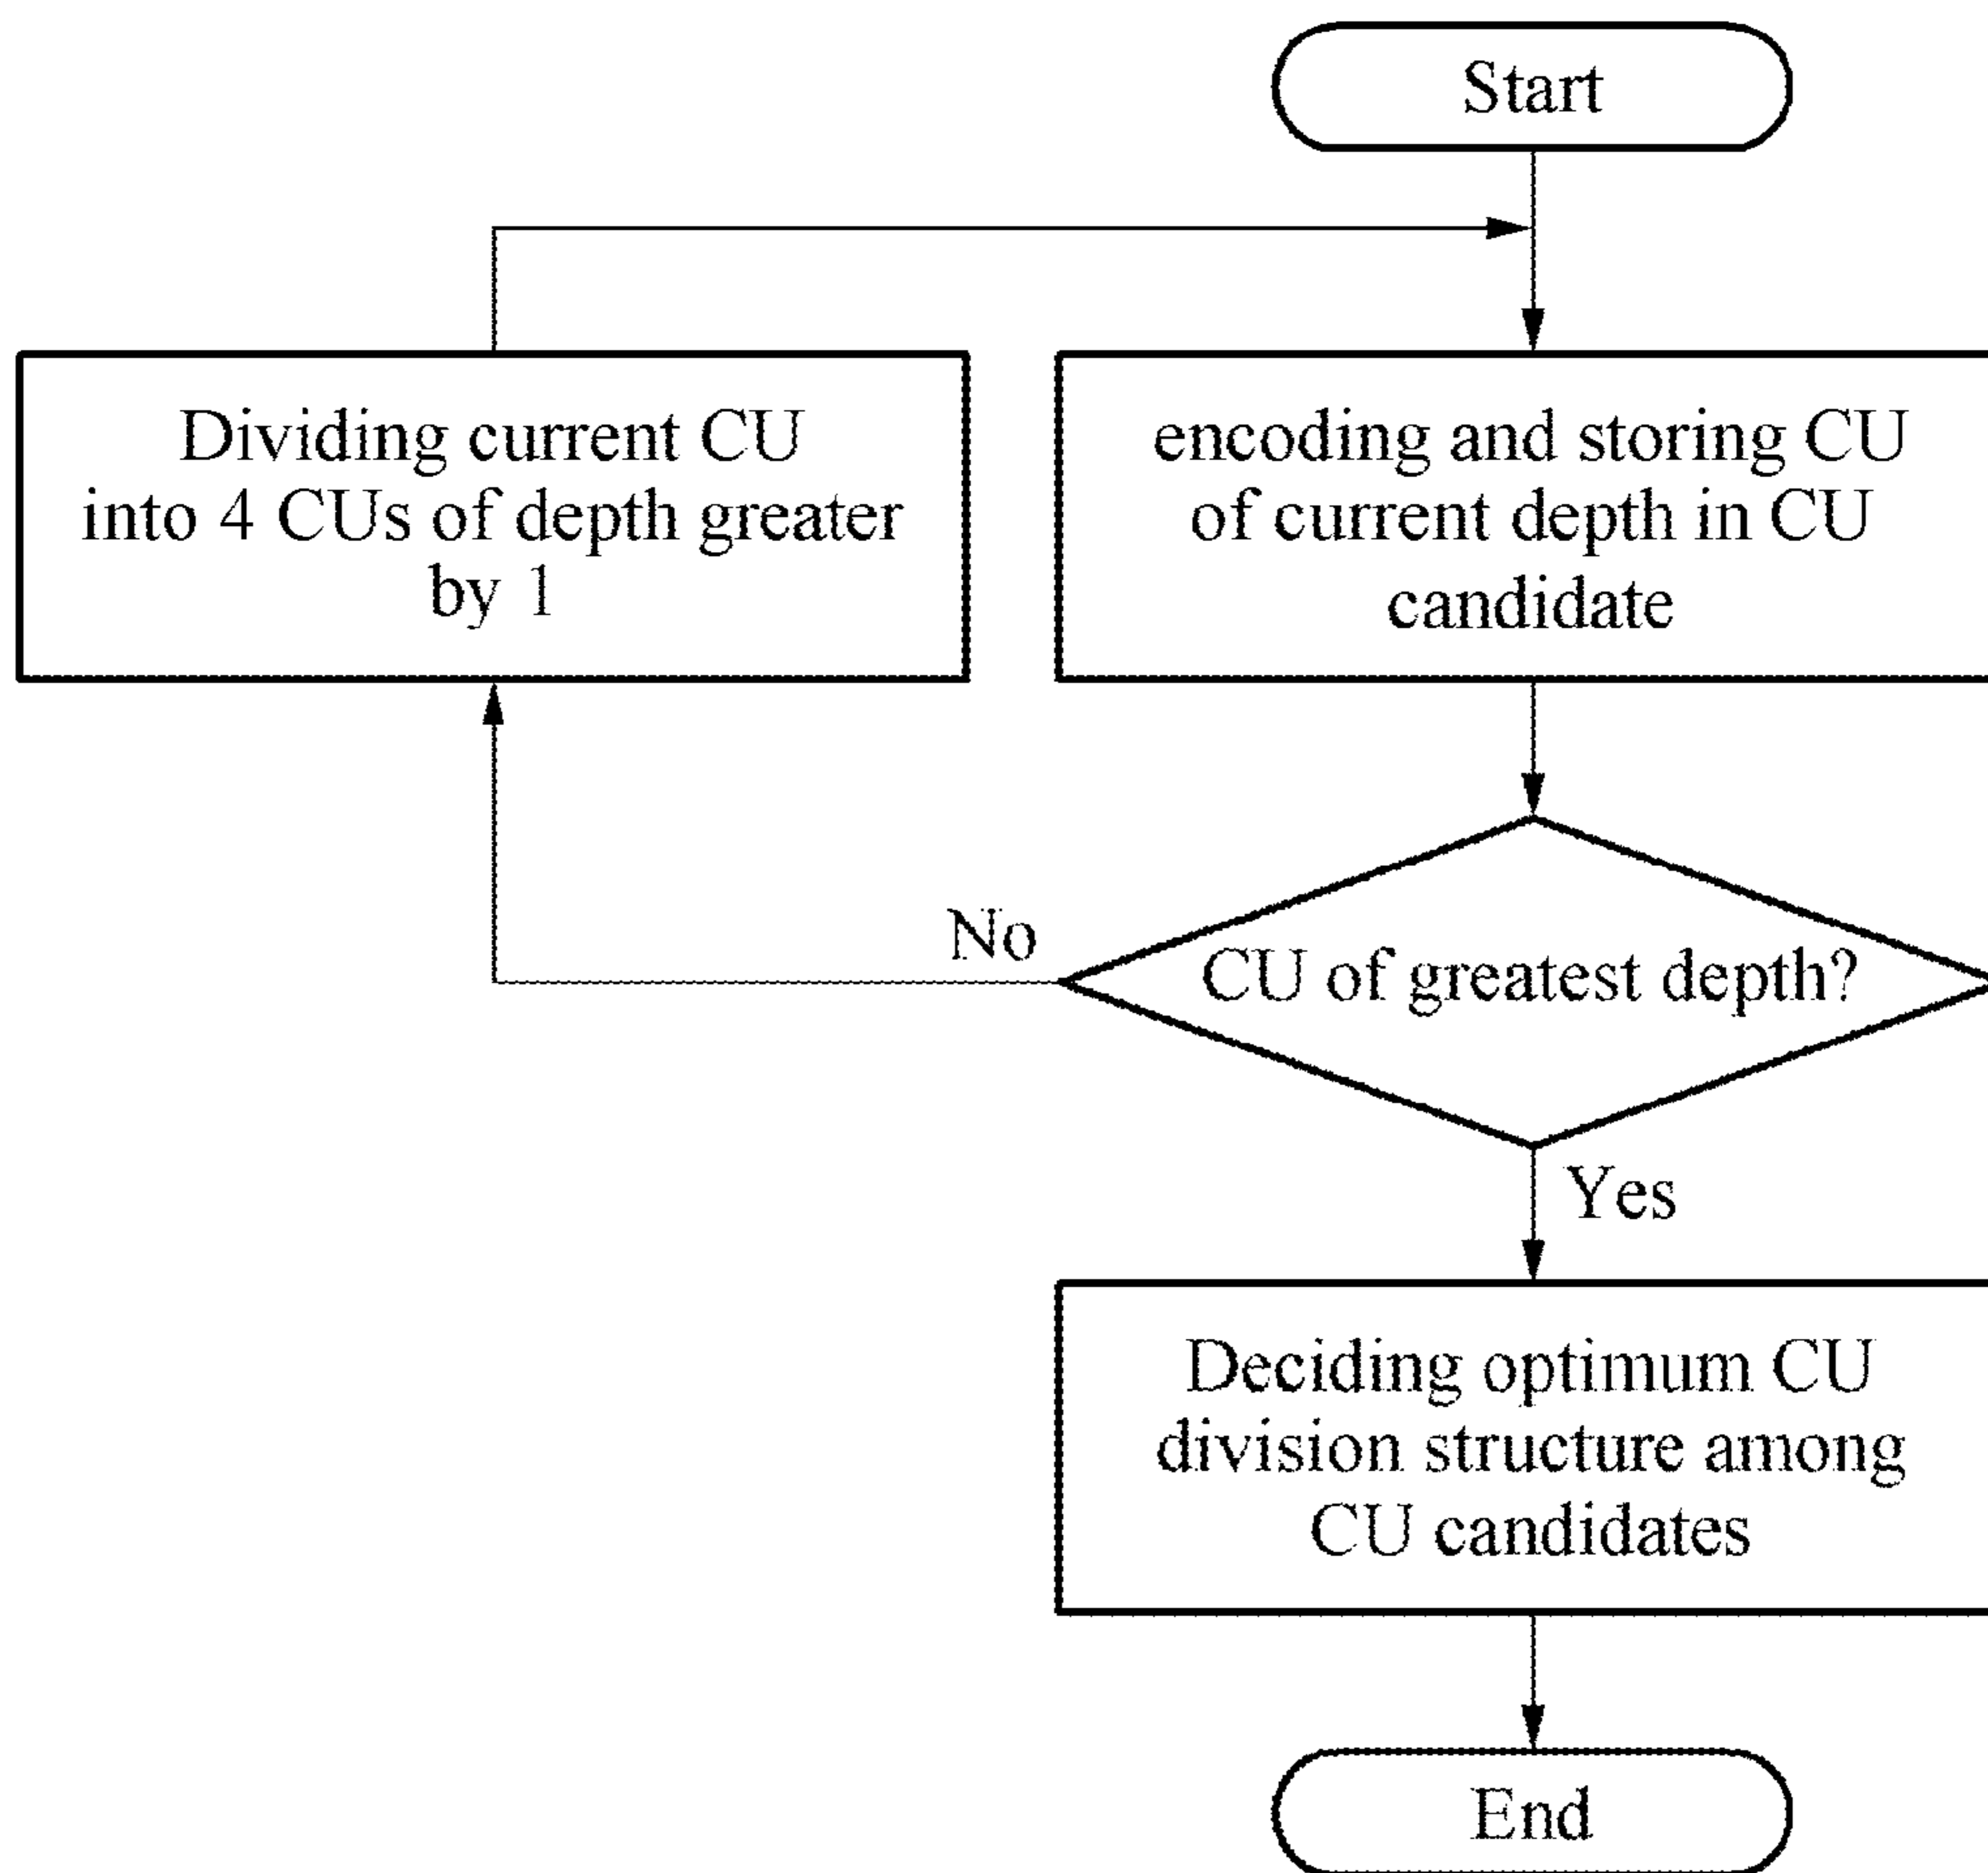 Start
Dividing current CU
into 4 CUs of depth greater
by 1
encoding and storing CU
of current depth in CU
candidate
No
CU of greatest depth?
Yes
Deciding optimum CU
division structure among
CU candidates
End